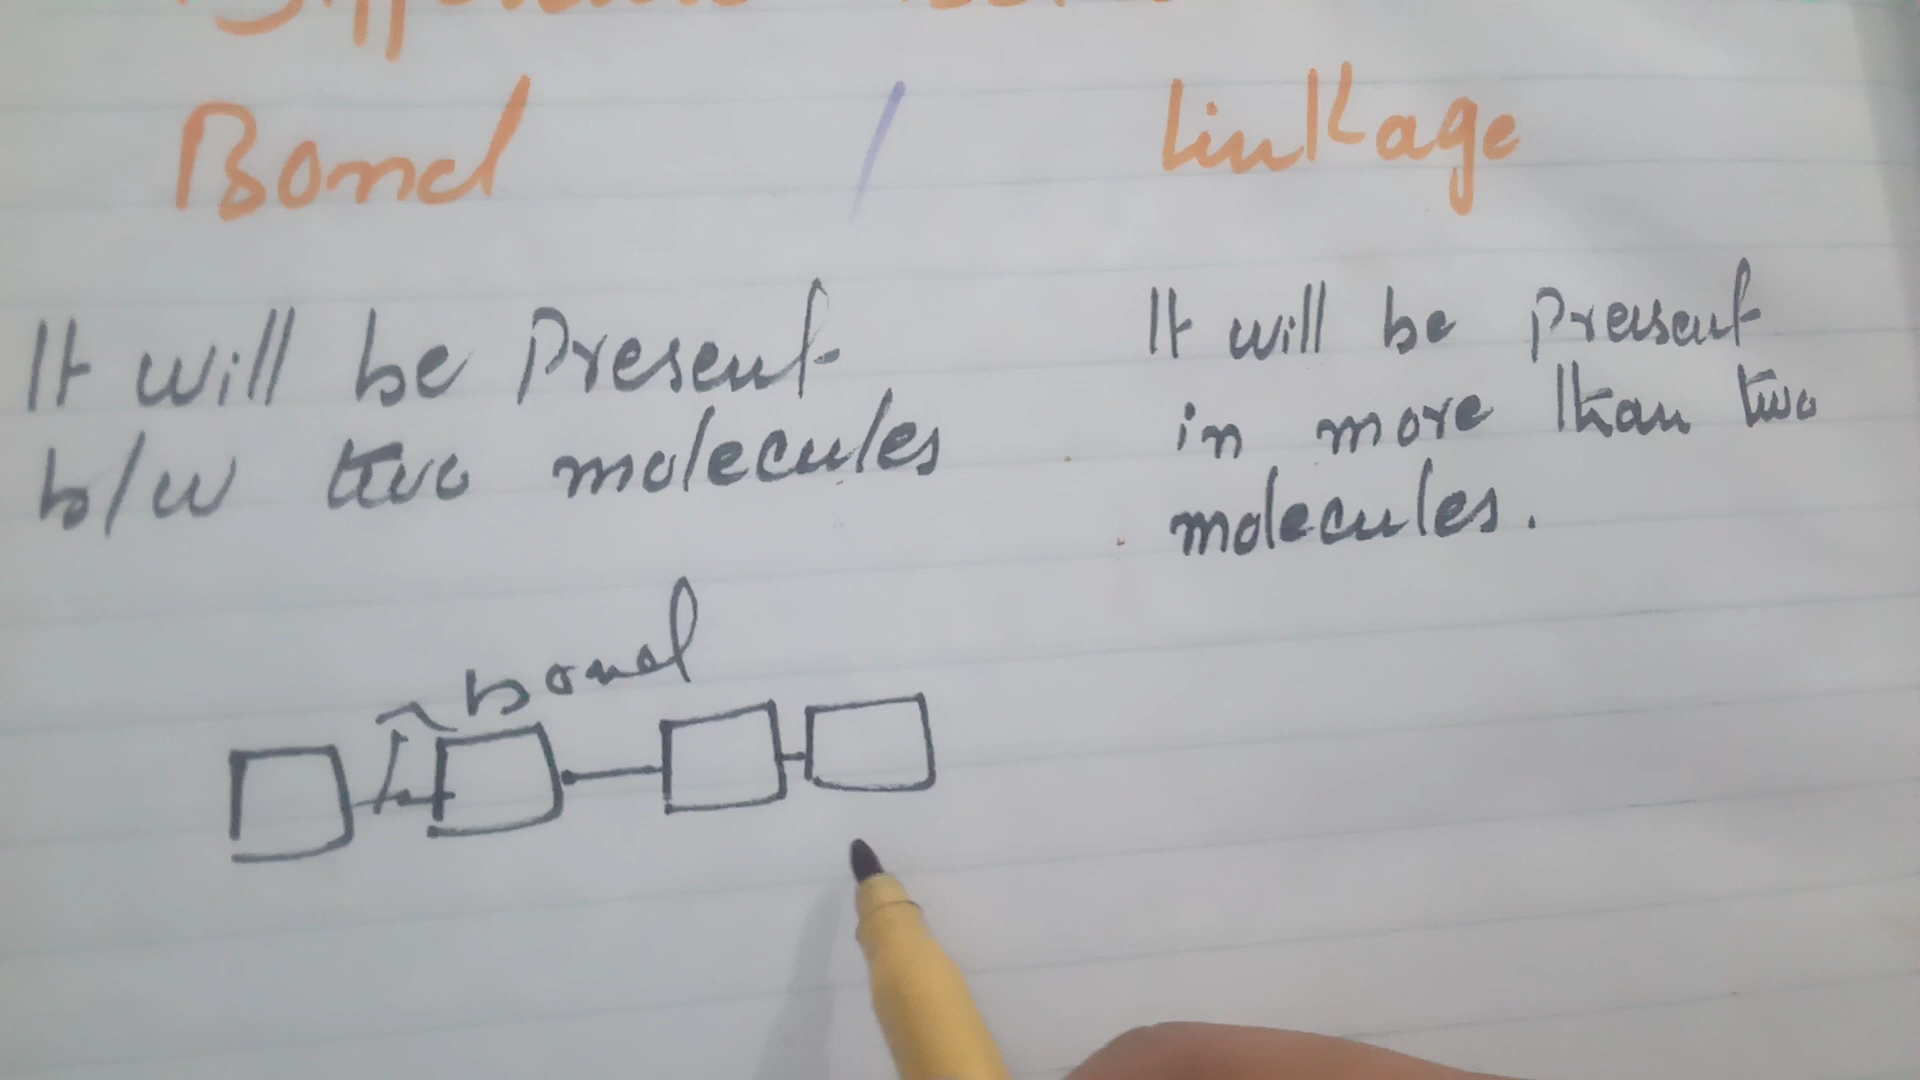 Bond / Linkage
It will be Present
b/w two molecules
It will be present
in more than two
molecules.
bond